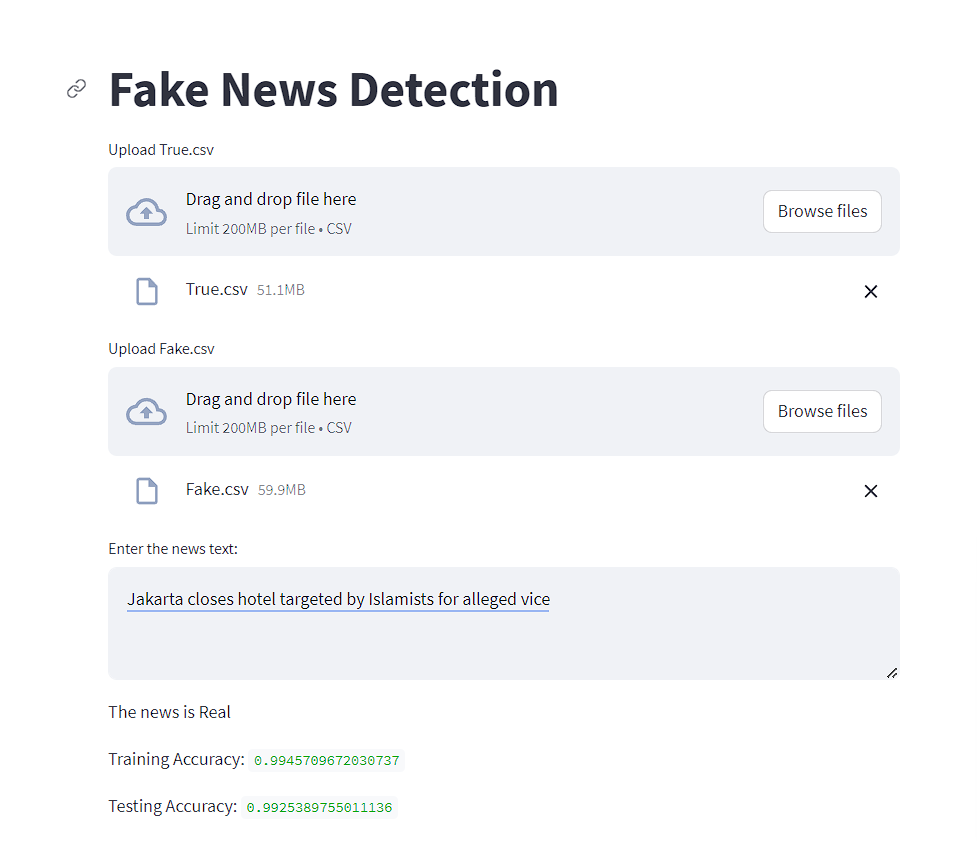 Fake News Detection
Upload True.csv
Drag and drop file here
Limit 200MB per file • CSV
Browse files
True.csv 51.1MB
Upload Fake.csv
Drag and drop file here
Limit 200MB per file • CSV
Browse files
Fake.csv 59.9MB
Enter the news text:
Jakarta closes hotel targeted by Islamists for alleged vice
The news is Real
Training Accuracy: 0.9945709672030737
Testing Accuracy: 0.9925389755011136